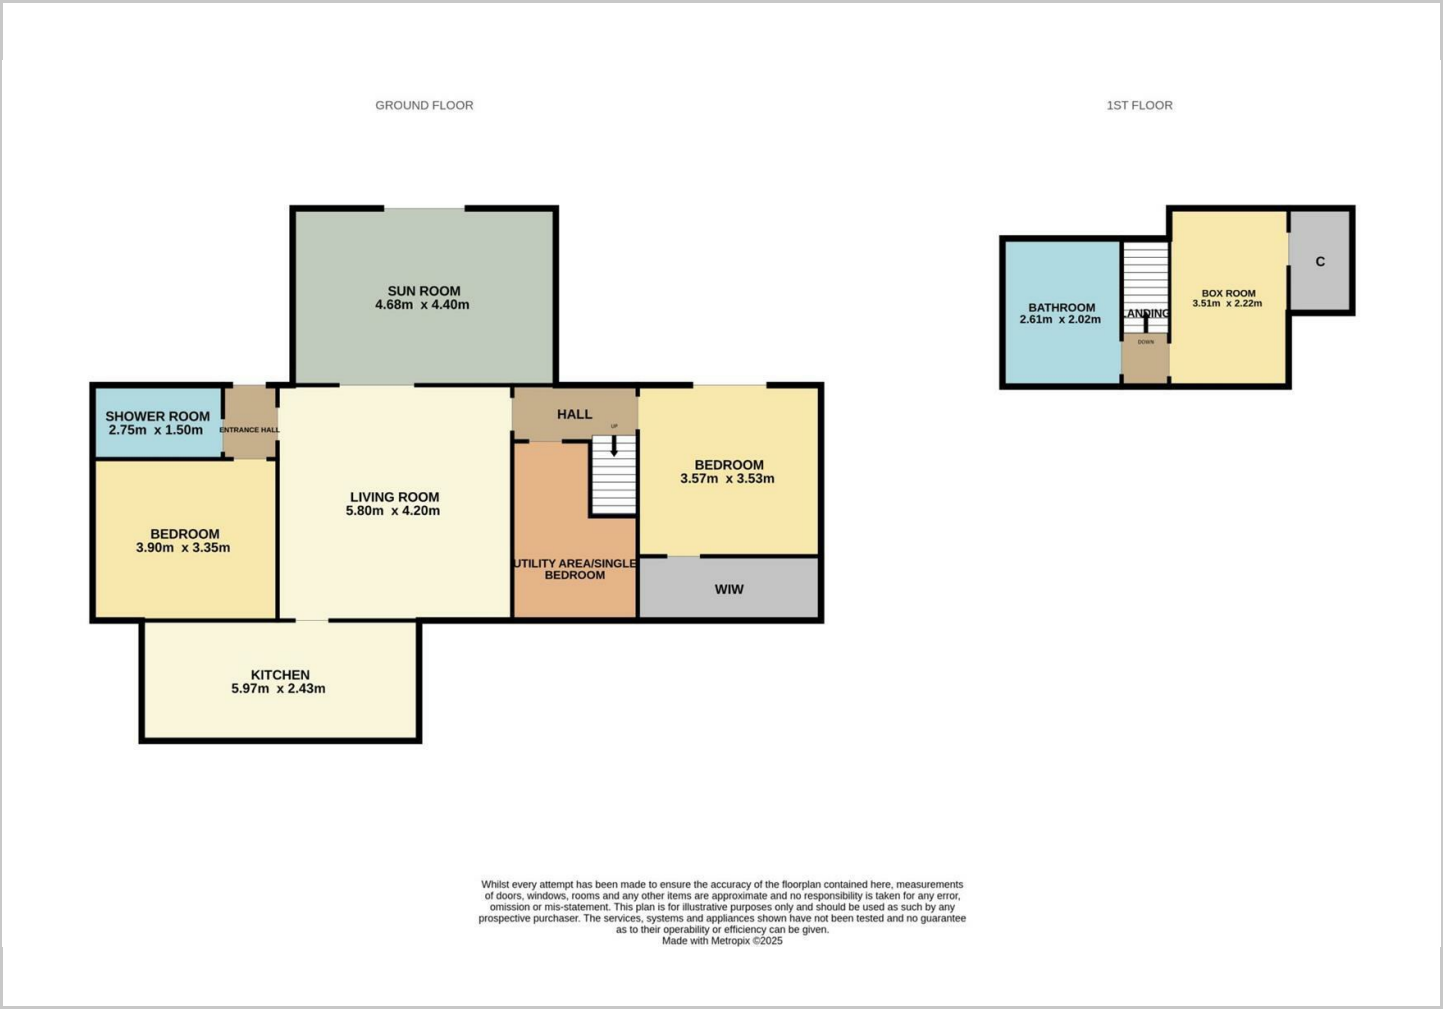 GROUND FLOOR
1ST FLOOR
SUN ROOM
4.68m x 4.40m
SHOWER ROOM
2.75m x 1.50m
ENTRANCE HALL
HALL
UP
BEDROOM
3.57m x 3.53m
LIVING ROOM
5.80m x 4.20m
BEDROOM
3.90m x 3.35m
UTILITY AREA/SINGLE
BEDROOM
WIW
KITCHEN
5.97m x 2.43m
C
BOX ROOM
3.51m x 2.22m
BATHROOM
2.61m x 2.02m
LANDING
DOWN
Whilst every attempt has been made to ensure the accuracy of the floorplan contained here, measurements
of doors, windows, rooms and any other items are approximate and no responsibility is taken for any error,
omission or mis-statement. This plan is for illustrative purposes only and should be used as such by any
prospective purchaser. The services, systems and appliances shown have not been tested and no guarantee
as to their operability or efficiency can be given.
Made with Metropix ©2025